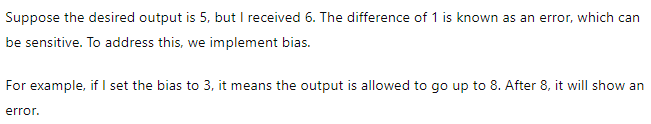 Suppose the desired output is 5, but I received 6. The difference of 1 is known as an error, which can
be sensitive. To address this, we implement bias.
For example, if I set the bias to 3, it means the output is allowed to go up to 8. After 8, it will show an
error.